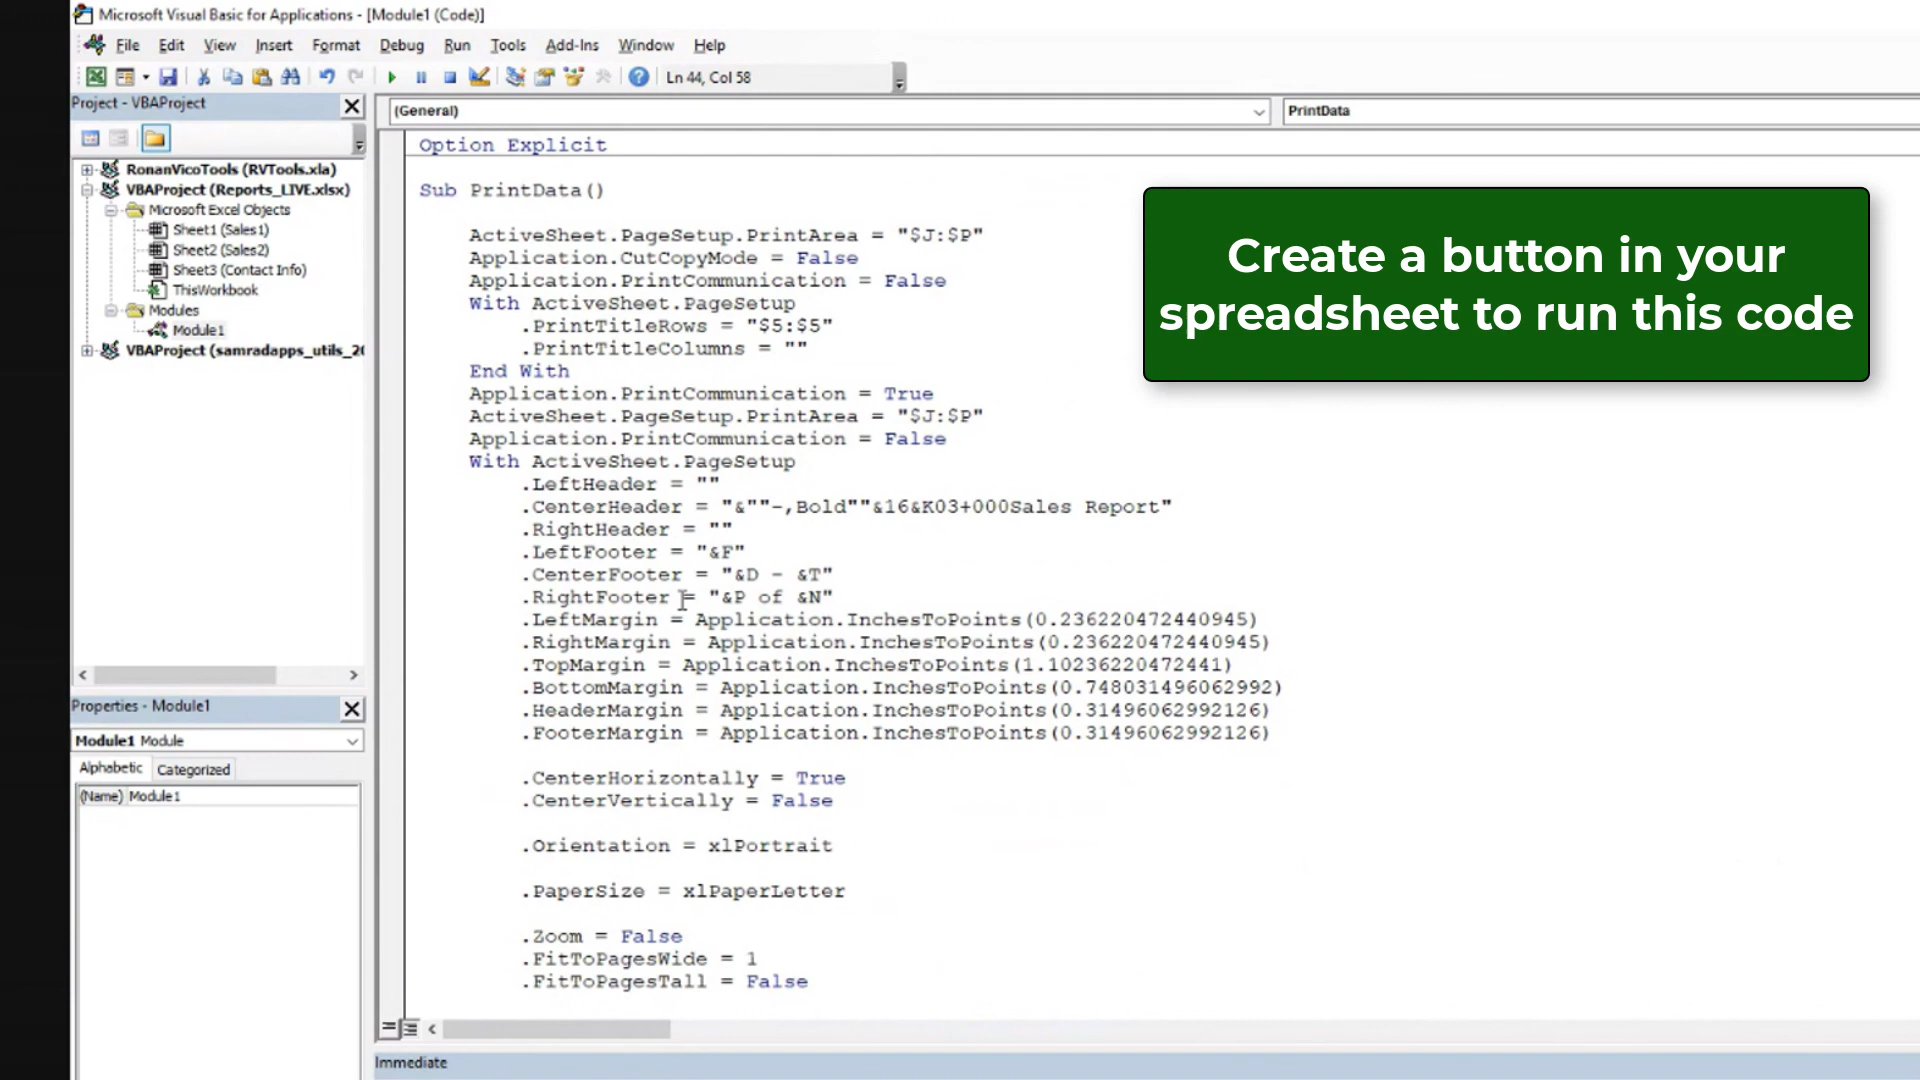 Microsoft Visual Basic for Applications - [Module1 (Code)]
File Edit View Insert Format Debug Run Tools Add-Ins Window Help
Ln 44, Col 58
Project - VBAProject
RonanVicoTools (RVTools.xla)
VBAProject (Reports_LIVE.xlsx)
Microsoft Excel Objects
Sheet1 (Sales1)
Sheet2 (Sales2)
Sheet3 (Contact Info)
ThisWorkbook
Modules
Module1
VBAProject (samradapps_utils_20
Properties - Module1
Module1 Module
Alphabetic Categorized
(Name) Module1
(General)
PrintData
Option Explicit
Sub PrintData()
ActiveSheet.PageSetup.PrintArea = "$J:$P"
Application.CutCopyMode = False
Application.PrintCommunication = False
With ActiveSheet.PageSetup
.PrintTitleRows = "$5:$5"
.PrintTitleColumns = ""
End With
Application.PrintCommunication = True
ActiveSheet.PageSetup.PrintArea = "$J:$P"
Application.PrintCommunication = False
With ActiveSheet.PageSetup
.LeftHeader = ""
.CenterHeader = "&""-,Bold""&16&K03+000Sales Report"
.RightHeader = ""
.LeftFooter = "&F"
.CenterFooter = "&D - &T"
.RightFooter = "&P of &N"
.LeftMargin = Application.InchesToPoints(0.236220472440945)
.RightMargin = Application.InchesToPoints(0.236220472440945)
.TopMargin = Application.InchesToPoints(1.10236220472441)
.BottomMargin = Application.InchesToPoints(0.748031496062992)
.HeaderMargin = Application.InchesToPoints(0.31496062992126)
.FooterMargin = Application.InchesToPoints(0.31496062992126)
.CenterHorizontally = True
.CenterVertically = False
.Orientation = xlPortrait
.PaperSize = xlPaperLetter
.Zoom = False
.FitToPagesWide = 1
.FitToPagesTall = False
Immediate
Create a button in your
spreadsheet to run this code